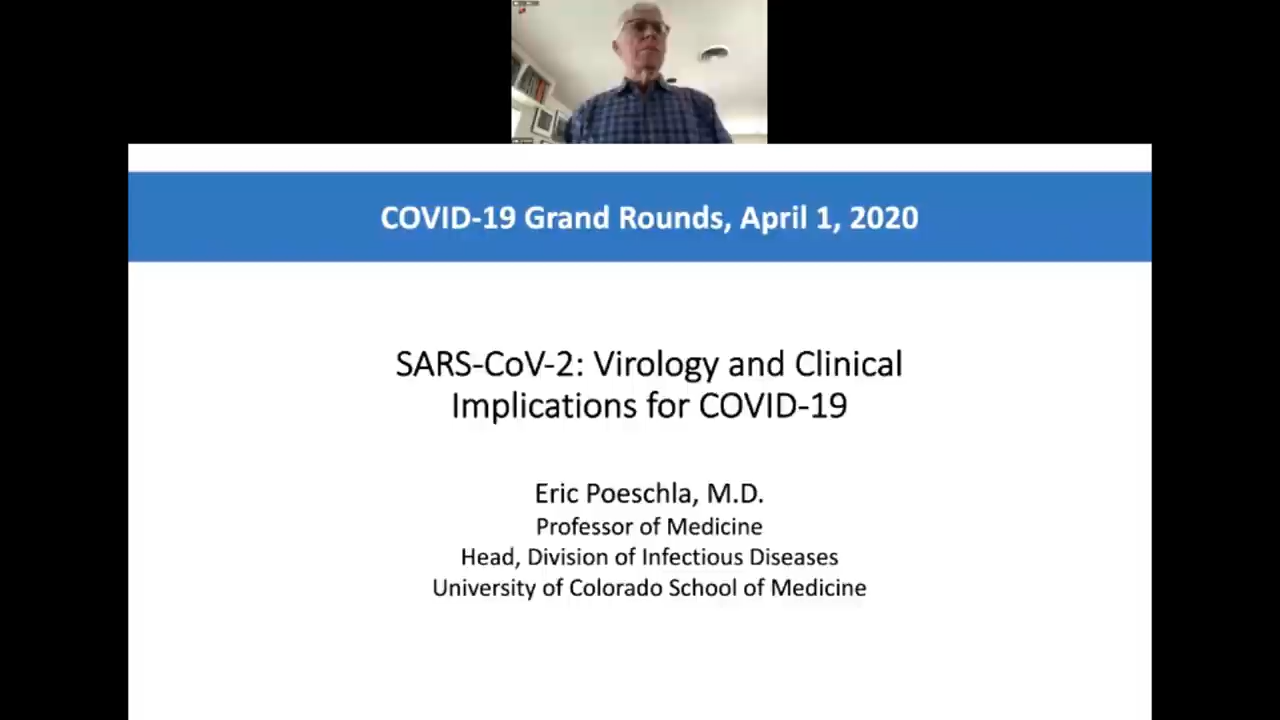 COVID-19 Grand Rounds, April 1, 2020
SARS-CoV-2: Virology and Clinical
Implications for COVID-19
Eric Poeschla, M.D.
Professor of Medicine
Head, Division of Infectious Diseases
University of Colorado School of Medicine